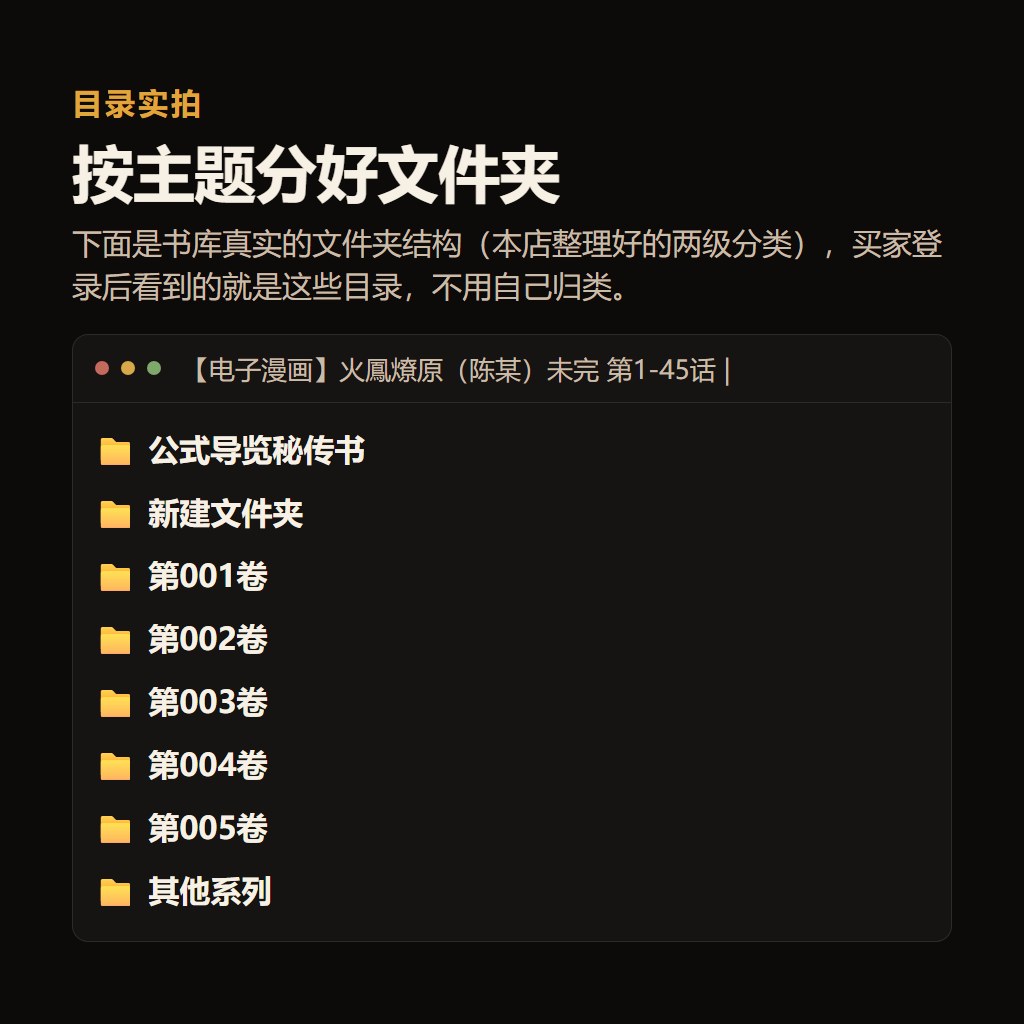 目录实拍
按主题分好文件夹
下面是书库真实的文件夹结构（本店整理好的两级分类），买家登
录后看到的就是这些目录，不用自己归类。
【电子漫画】火鳳燎原（陈某）未完 第1-45话 |
公式导览秘传书
新建文件夹
第001卷
第002卷
第003卷
第004卷
第005卷
其他系列